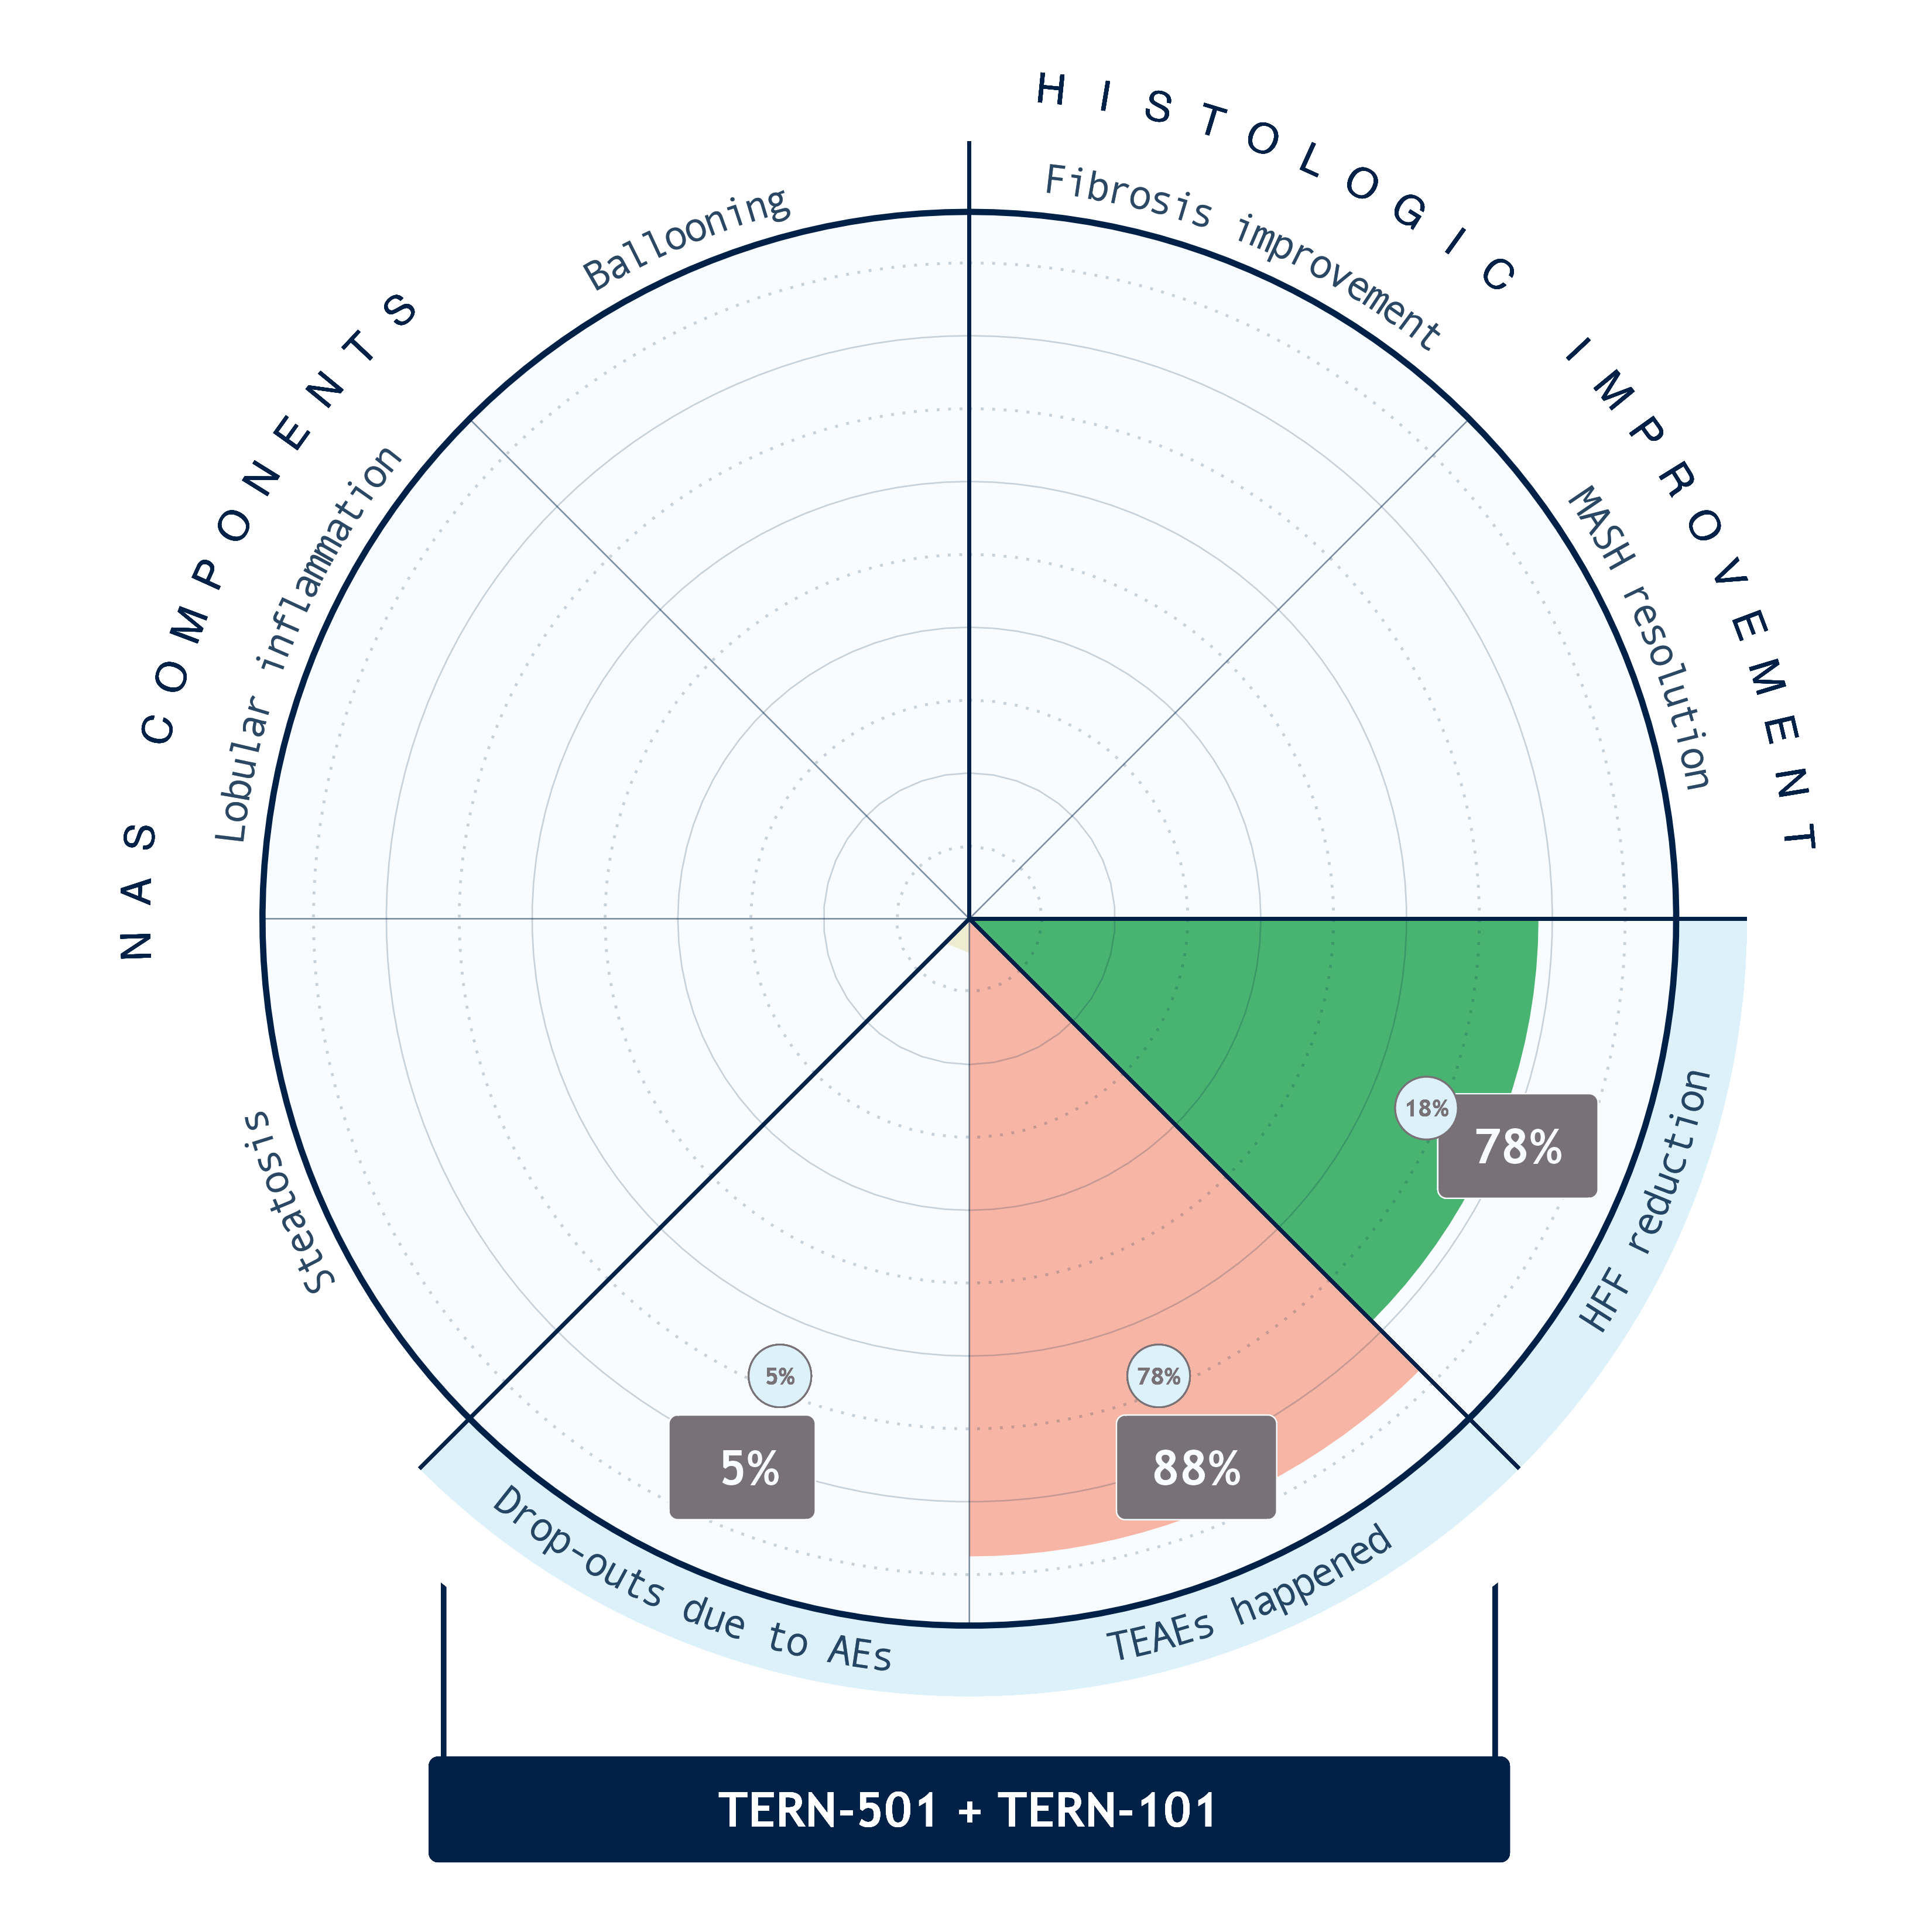 HISTOLOGIC IMPROVEMENT
Fibrosis improvement
MASH resolution
NAS COMPONENTS
Ballooning
Lobular inflammation
Steatosis
HFF reduction
18%
78%
TEAEs happened
78%
88%
Drop-outs due to AEs
5%
5%
TERN-501 + TERN-101